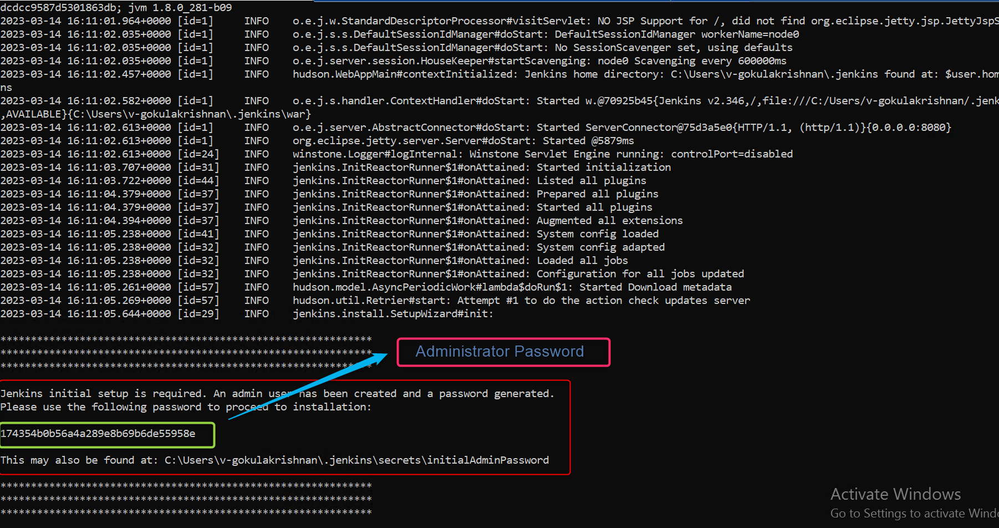 dcdcc9587d5301863db; jvm 1.8.0_281-b09
2023-03-14 16:11:01.964+0000 [id=1] INFO o.e.j.w.StandardDescriptorProcessor#visitServlet: NO JSP Support for /, did not find org.eclipse.jetty.jsp.JettyJspS
2023-03-14 16:11:02.035+0000 [id=1] INFO o.e.j.s.s.DefaultSessionIdManager#doStart: DefaultSessionIdManager workerName=node0
2023-03-14 16:11:02.035+0000 [id=1] INFO o.e.j.s.s.DefaultSessionIdManager#doStart: No SessionScavenger set, using defaults
2023-03-14 16:11:02.035+0000 [id=1] INFO o.e.j.server.session.HouseKeeper#startScavenging: node0 Scavenging every 600000ms
2023-03-14 16:11:02.457+0000 [id=1] INFO hudson.WebAppMain#contextInitialized: Jenkins home directory: C:\Users\v-gokulakrishnan\.jenkins found at: $user.hom
ns
2023-03-14 16:11:02.582+0000 [id=1] INFO o.e.j.s.handler.ContextHandler#doStart: Started w.@70925b45{Jenkins v2.346,/,file:///C:/Users/v-gokulakrishnan/.jenk
,AVAILABLE}{C:\Users\v-gokulakrishnan\.jenkins\war}
2023-03-14 16:11:02.613+0000 [id=1] INFO o.e.j.server.AbstractConnector#doStart: Started ServerConnector@75d3a5e0{HTTP/1.1, (http/1.1)}{0.0.0.0:8080}
2023-03-14 16:11:02.613+0000 [id=1] INFO org.eclipse.jetty.server.Server#doStart: Started @5879ms
2023-03-14 16:11:02.613+0000 [id=24] INFO winstone.Logger#logInternal: Winstone Servlet Engine running: controlPort=disabled
2023-03-14 16:11:03.707+0000 [id=31] INFO jenkins.InitReactorRunner$1#onAttained: Started initialization
2023-03-14 16:11:03.722+0000 [id=44] INFO jenkins.InitReactorRunner$1#onAttained: Listed all plugins
2023-03-14 16:11:04.379+0000 [id=37] INFO jenkins.InitReactorRunner$1#onAttained: Prepared all plugins
2023-03-14 16:11:04.379+0000 [id=37] INFO jenkins.InitReactorRunner$1#onAttained: Started all plugins
2023-03-14 16:11:04.394+0000 [id=37] INFO jenkins.InitReactorRunner$1#onAttained: Augmented all extensions
2023-03-14 16:11:05.238+0000 [id=41] INFO jenkins.InitReactorRunner$1#onAttained: System config loaded
2023-03-14 16:11:05.238+0000 [id=32] INFO jenkins.InitReactorRunner$1#onAttained: System config adapted
2023-03-14 16:11:05.238+0000 [id=32] INFO jenkins.InitReactorRunner$1#onAttained: Loaded all jobs
2023-03-14 16:11:05.238+0000 [id=32] INFO jenkins.InitReactorRunner$1#onAttained: Configuration for all jobs updated
2023-03-14 16:11:05.261+0000 [id=57] INFO hudson.model.AsyncPeriodicWork#lambda$doRun$1: Started Download metadata
2023-03-14 16:11:05.269+0000 [id=57] INFO hudson.util.Retrier#start: Attempt #1 to do the action check updates server
2023-03-14 16:11:05.644+0000 [id=29] INFO jenkins.install.SetupWizard#init:
*************************************************************
*************************************************************
*************************************************************
Administrator Password
Jenkins initial setup is required. An admin user has been created and a password generated.
Please use the following password to proceed to installation:
174354b0b56a4a289e8b69b6de55958e
This may also be found at: C:\Users\v-gokulakrishnan\.jenkins\secrets\initialAdminPassword
*************************************************************
*************************************************************
*************************************************************
Activate Windows
Go to Settings to activate Windo